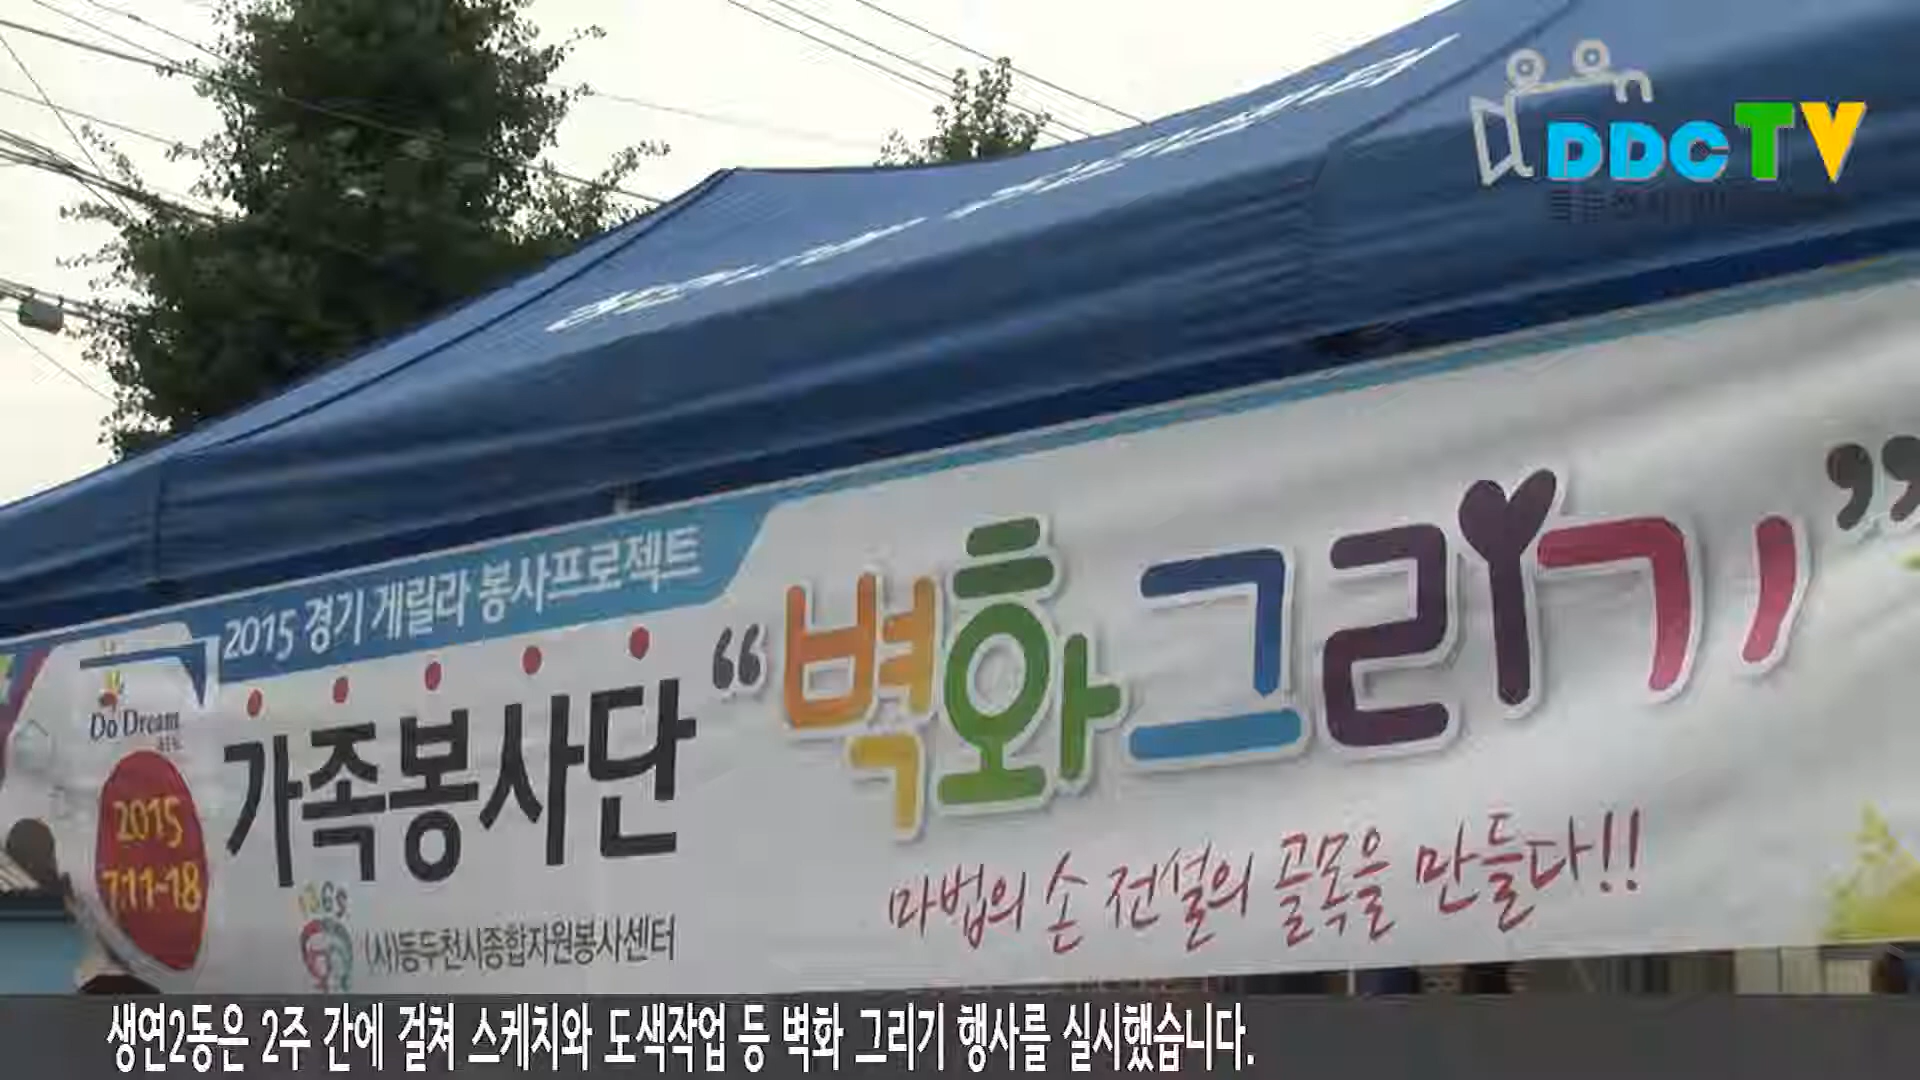 DDCTV
2015 경기 게릴라 봉사프로젝트
Do Dream
2015
7.11~18
가족봉사단 “벽화그리기”
마법의 손 전설의 골목을 만들다!!
1365
(사)동두천시종합자원봉사센터
생연2동은 2주 간에 걸쳐 스케치와 도색작업 등 벽화 그리기 행사를 실시했습니다.